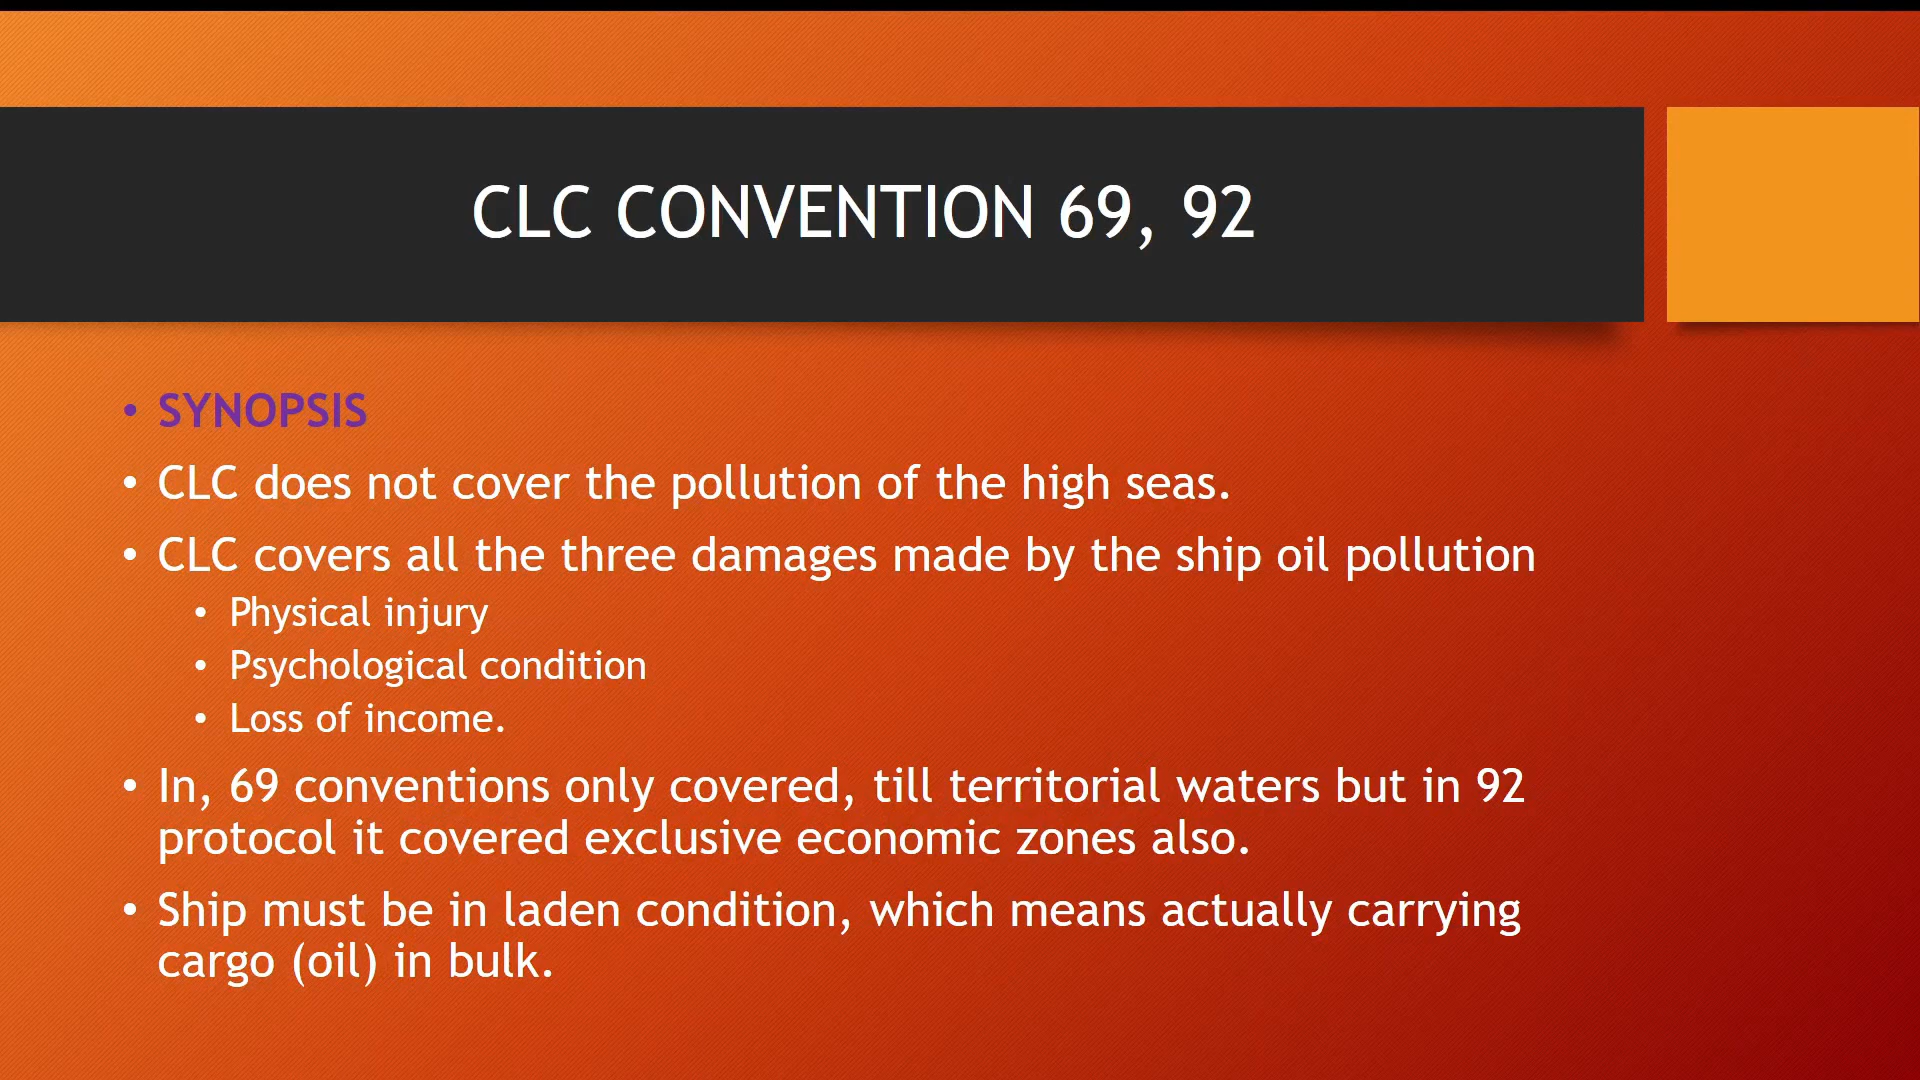 CLC CONVENTION 69, 92
• SYNOPSIS
• CLC does not cover the pollution of the high seas.
• CLC covers all the three damages made by the ship oil pollution
• Physical injury
• Psychological condition
• Loss of income.
• In, 69 conventions only covered, till territorial waters but in 92
protocol it covered exclusive economic zones also.
• Ship must be in laden condition, which means actually carrying
cargo (oil) in bulk.